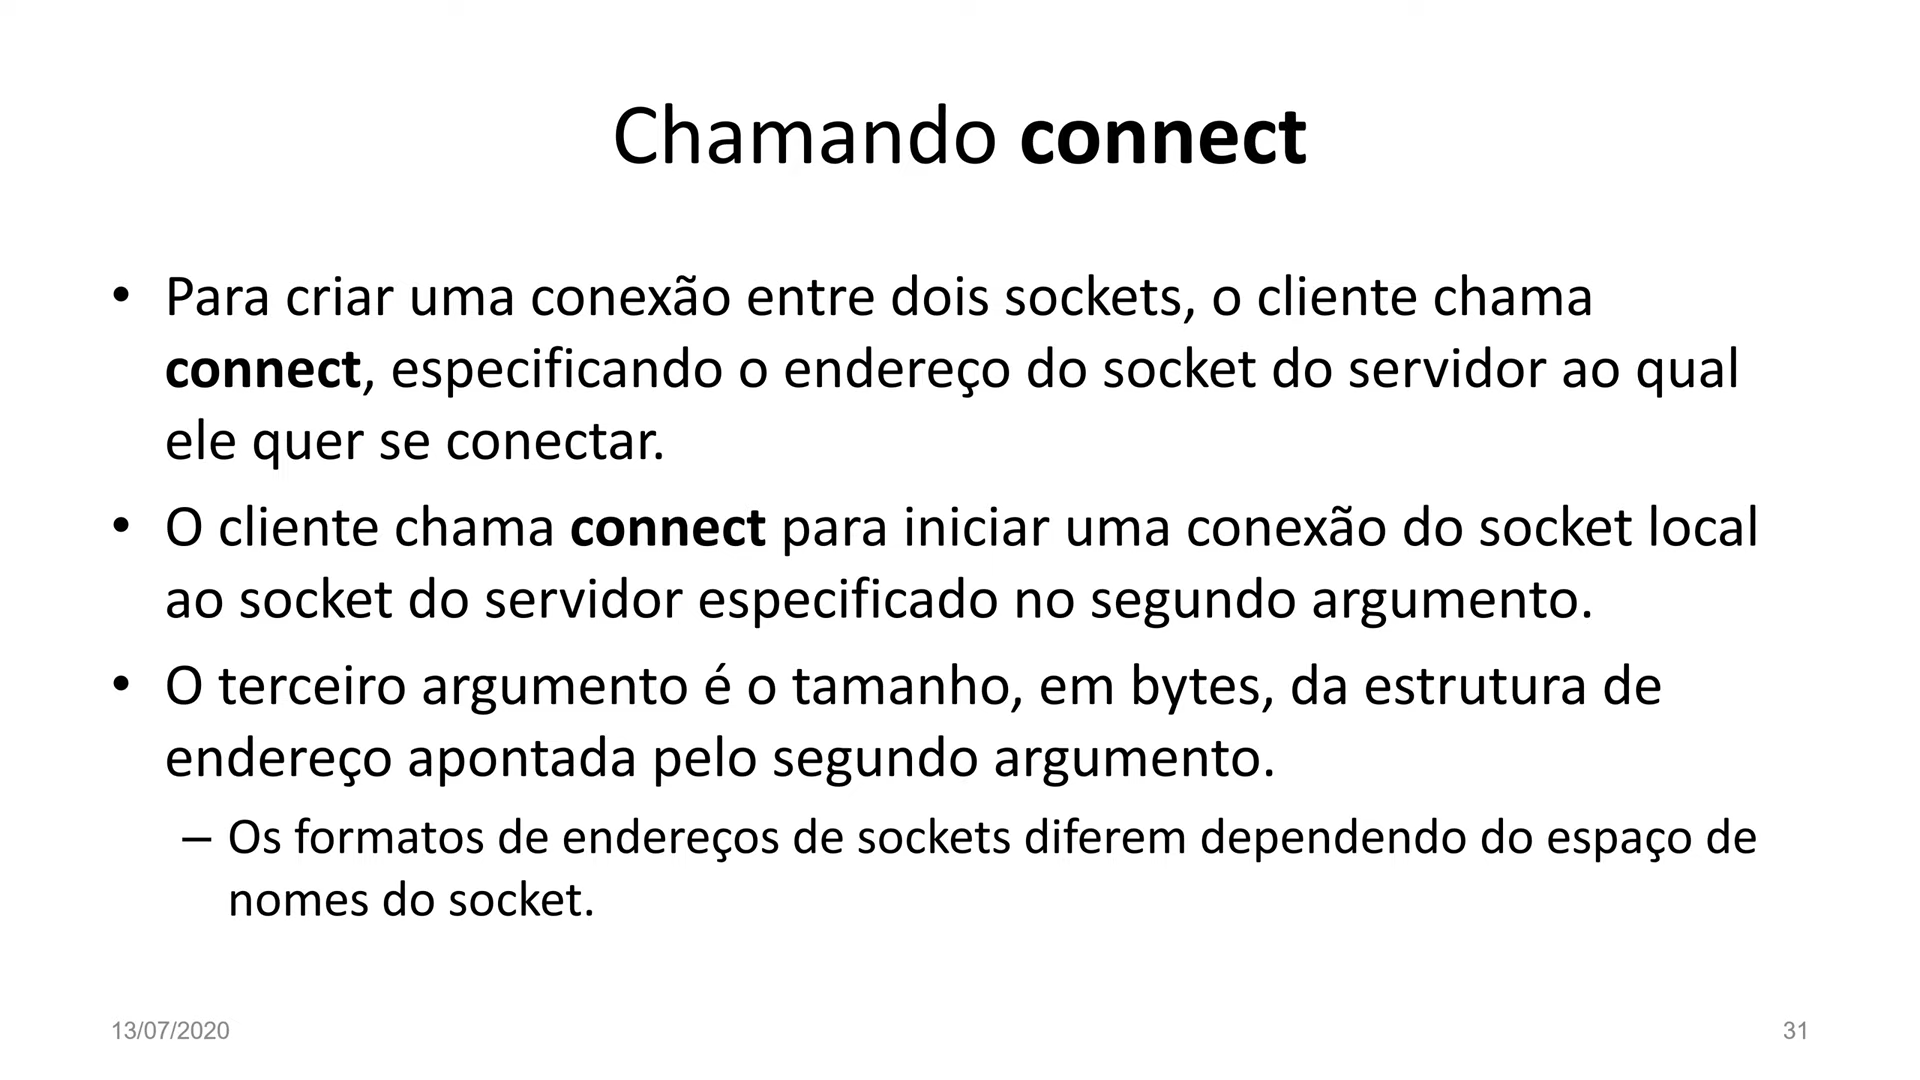 Chamando connect
• Para criar uma conexão entre dois sockets, o cliente chama
connect, especificando o endereço do socket do servidor ao qual
ele quer se conectar.
• O cliente chama connect para iniciar uma conexão do socket local
ao socket do servidor especificado no segundo argumento.
• O terceiro argumento é o tamanho, em bytes, da estrutura de
endereço apontada pelo segundo argumento.
– Os formatos de endereços de sockets diferem dependendo do espaço de
nomes do socket.
13/07/2020
31